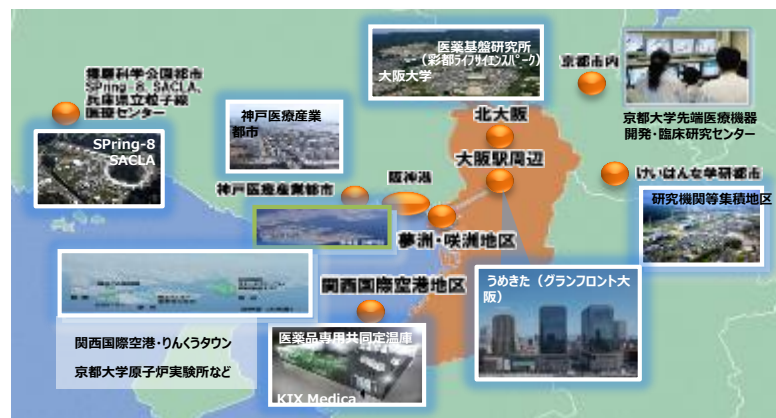 播磨科学公園都市
SPring-8、SACLA、
兵庫県立粒子線
医療センター
SPring-8
SACLA
神戸医療産業
都市
医薬基盤研究所
（彩都ライフサイエンスパーク）
大阪大学
京都市内
京都大学先端医療機器
開発・臨床研究センター
北大阪
大阪駅周辺
けいはんな学研都市
研究機関等集積地区
神戸医療産業都市
阪神港
夢洲・咲洲地区
関西国際空港地区
うめきた（グランフロント大
阪）
関西国際空港・りんくうタウン
京都大学原子炉実験所など
医薬品専用共同定温庫
KIX Medica